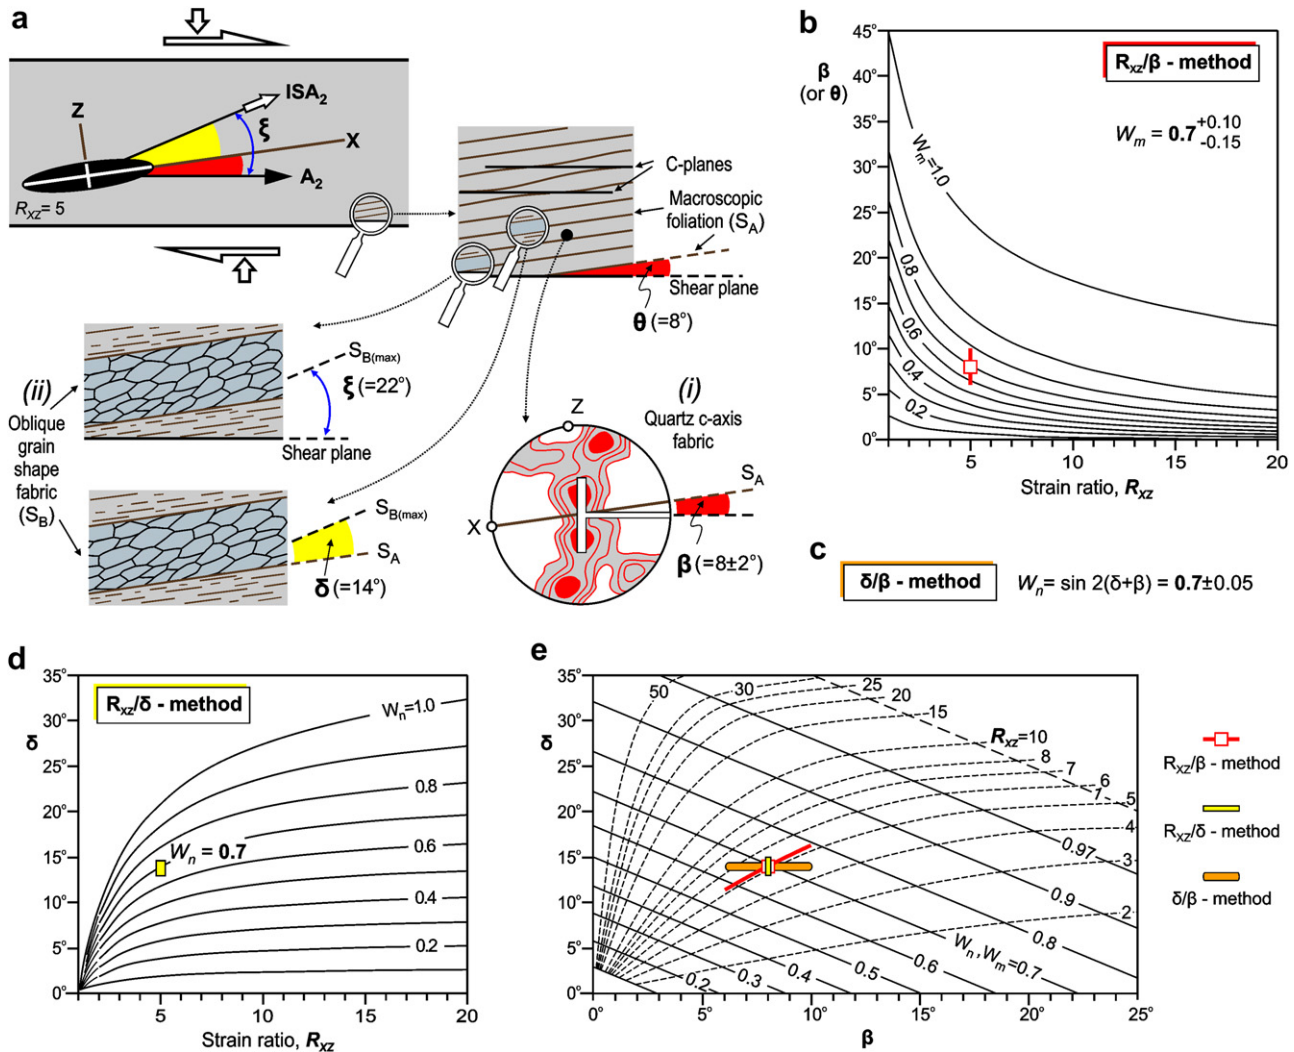 a
ISA2
Z
ξ
X
A2
RXZ= 5
C-planes
Macroscopic
foliation (SA)
Shear plane
θ (=8°)
SB(max)
ξ (=22°)
Shear plane
(ii)
Oblique
grain
shape
fabric
(SB)
SB(max)
SA
δ (=14°)
(i)
Quartz c-axis
fabric
Z
SA
X
β (=8±2°)
b
45°
40°
35°
30°
25°
20°
15°
10°
5°
0°
β
(or θ)
RXZ/β - method
Wm = 0.7 +0.10 -0.15
Wm=1.0
0.8
0.6
0.4
0.2
5
10
15
20
Strain ratio, RXZ
c
δ/β - method
Wn= sin 2(δ+β) = 0.7±0.05
d
35°
30°
25°
20°
15°
10°
5°
0°
δ
RXZ/δ - method
Wn=1.0
0.8
Wn = 0.7
0.6
0.4
0.2
5
10
15
20
Strain ratio, RXZ
e
35°
30°
25°
20°
15°
10°
5°
0°
δ
50
30
25
20
15
RXZ=10
8
7
6
5
4
3
2
1
0.97
0.9
0.8
Wn, Wm=0.7
0.6
0.5
0.4
0.3
0.2
0°
5°
10°
15°
20°
25°
β
RXZ/β - method
RXZ/δ - method
δ/β - method